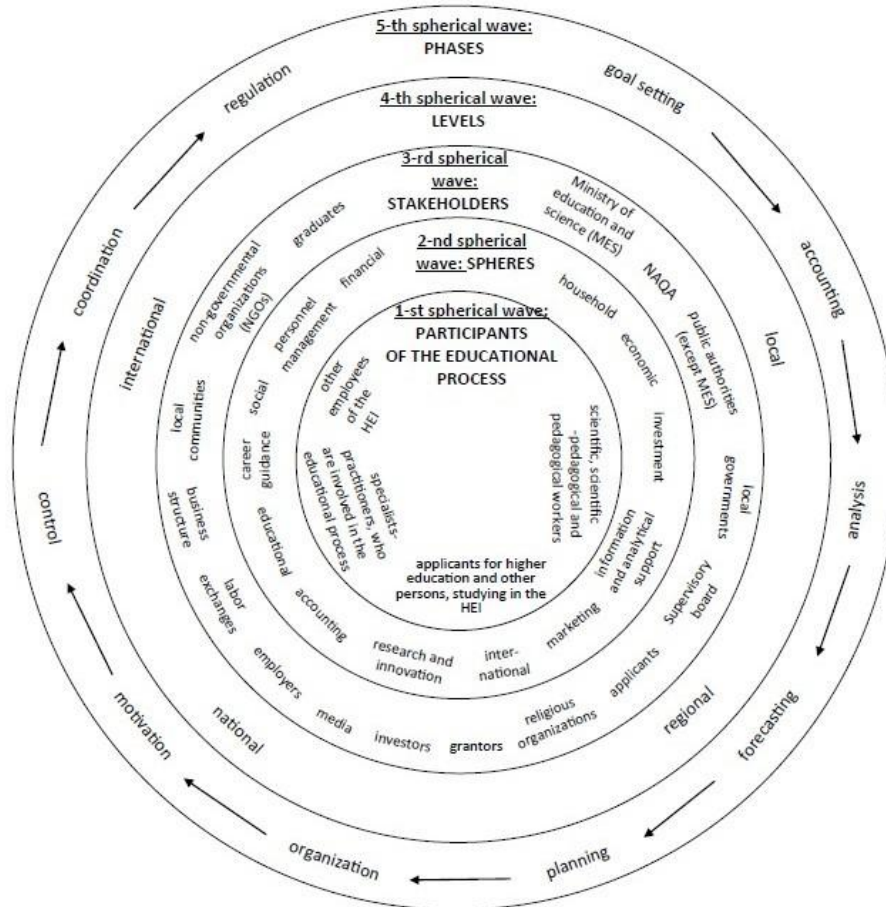 5-th spherical wave:
PHASES
goal setting
accounting
analysis
forecasting
planning
organization
motivation
control
coordination
regulation
4-th spherical wave:
LEVELS
local
regional
national
international
3-rd spherical
wave:
STAKEHOLDERS
Ministry of
education and
science (MES)
NAQA
public authorities
(except MES)
local
governments
Supervisory
board
applicants
religious
organizations
grantors
investors
media
employers
labor
exchanges
business
structure
local
communities
non-governmental
organizations
(NGOs)
graduates
2-nd spherical
wave: SPHERES
household
economic
investment
information
and analytical
support
marketing
inter-
national
research and
innovation
accounting
educational
career
guidance
social
personnel
management
financial
1-st spherical wave:
PARTICIPANTS
OF THE EDUCATIONAL
PROCESS
scientific, scientific
-pedagogical and
pedagogical workers
applicants for higher
education and other
persons, studying in the
HEI
specialists-
practitioners, who
are involved in the
educational process
other
employees
of the
HEI